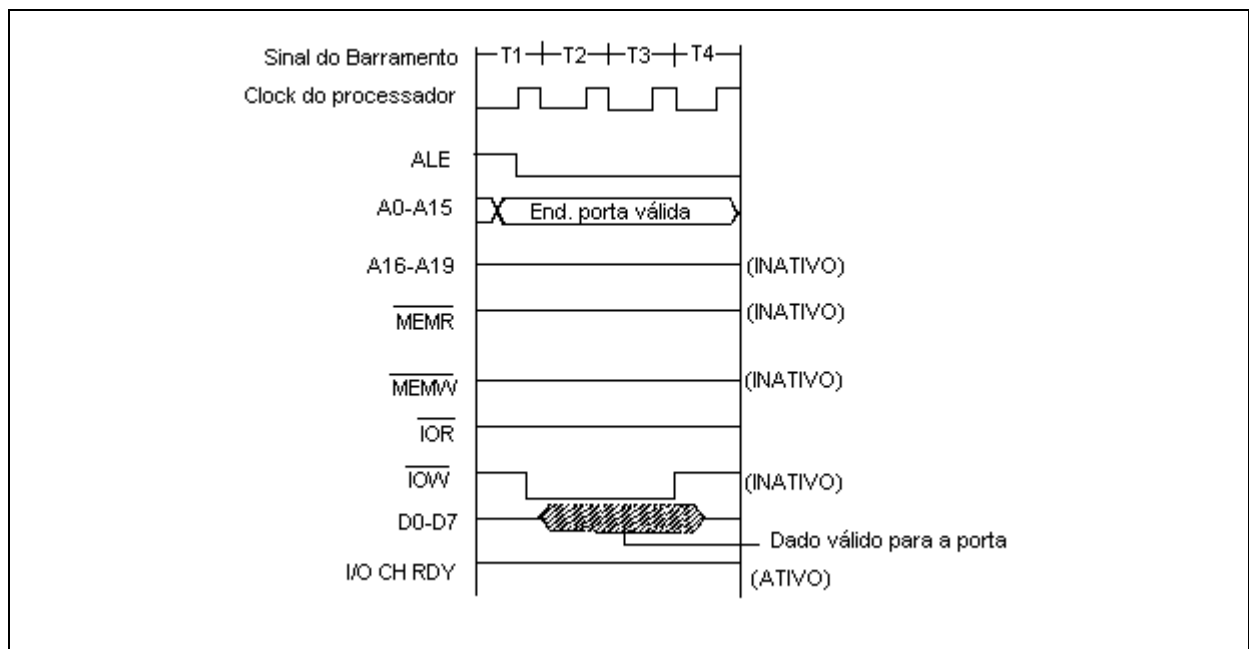 Sinal do Barramento T1 T2 T3 T4
Clock do processador
ALE
A0-A15 End. porta válida
A16-A19 (INATIVO)
MEMR (INATIVO)
MEMW (INATIVO)
IOR
IOW (INATIVO)
D0-D7
Dado válido para a porta
I/O CH RDY (ATIVO)